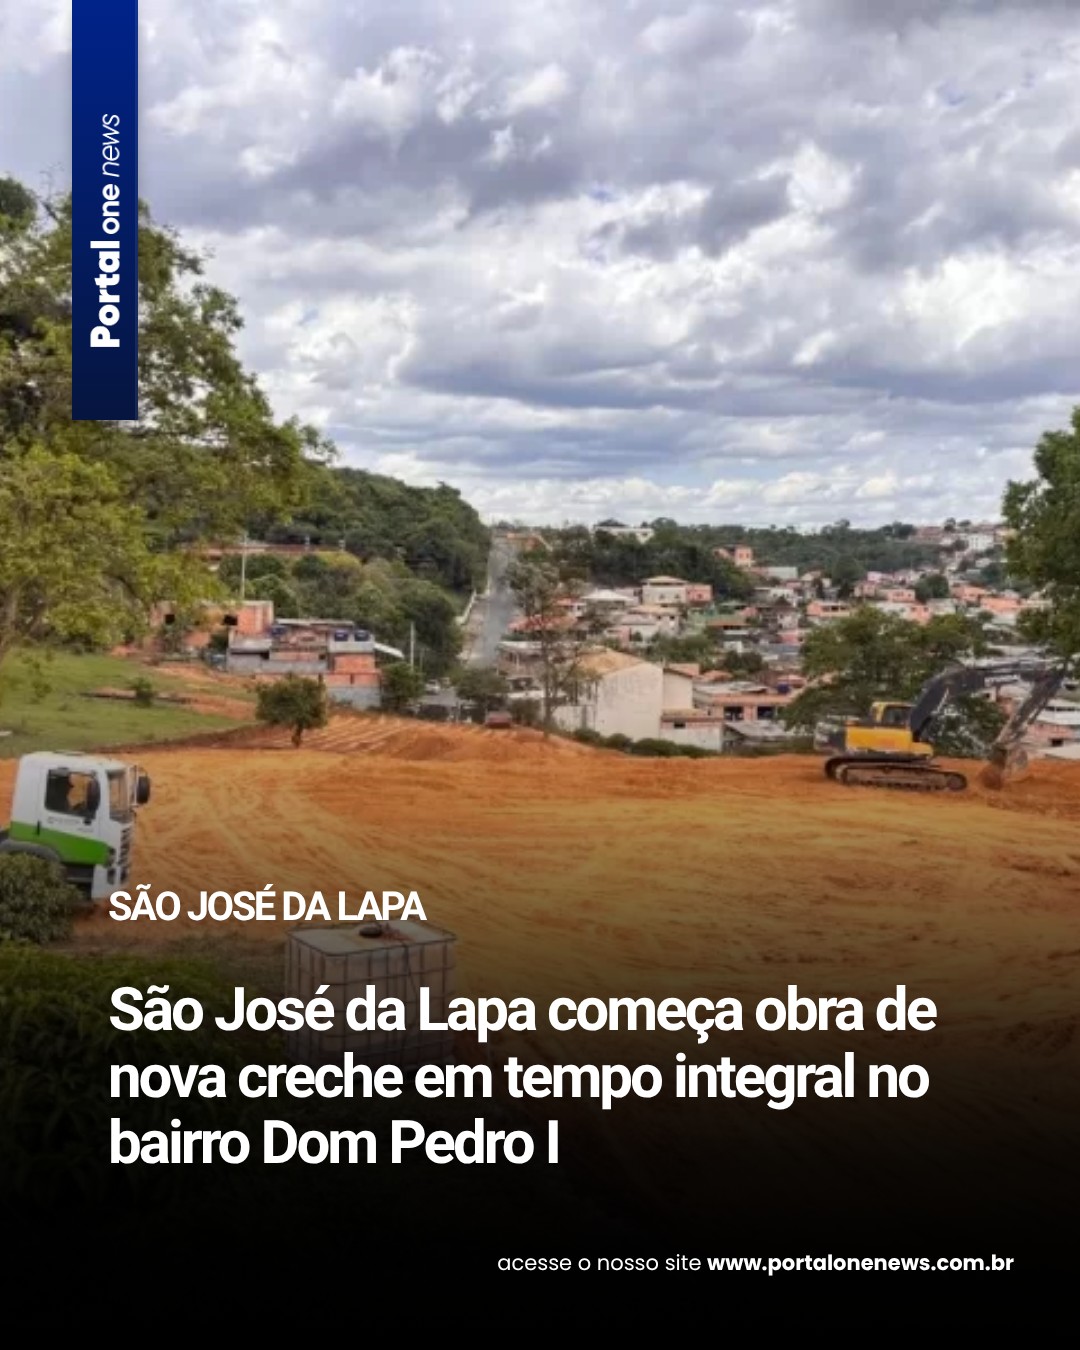 Portal one news
SÃO JOSÉ DA LAPA
São José da Lapa começa obra de
nova creche em tempo integral no
bairro Dom Pedro I
acesse o nosso site www.portalonenews.com.br